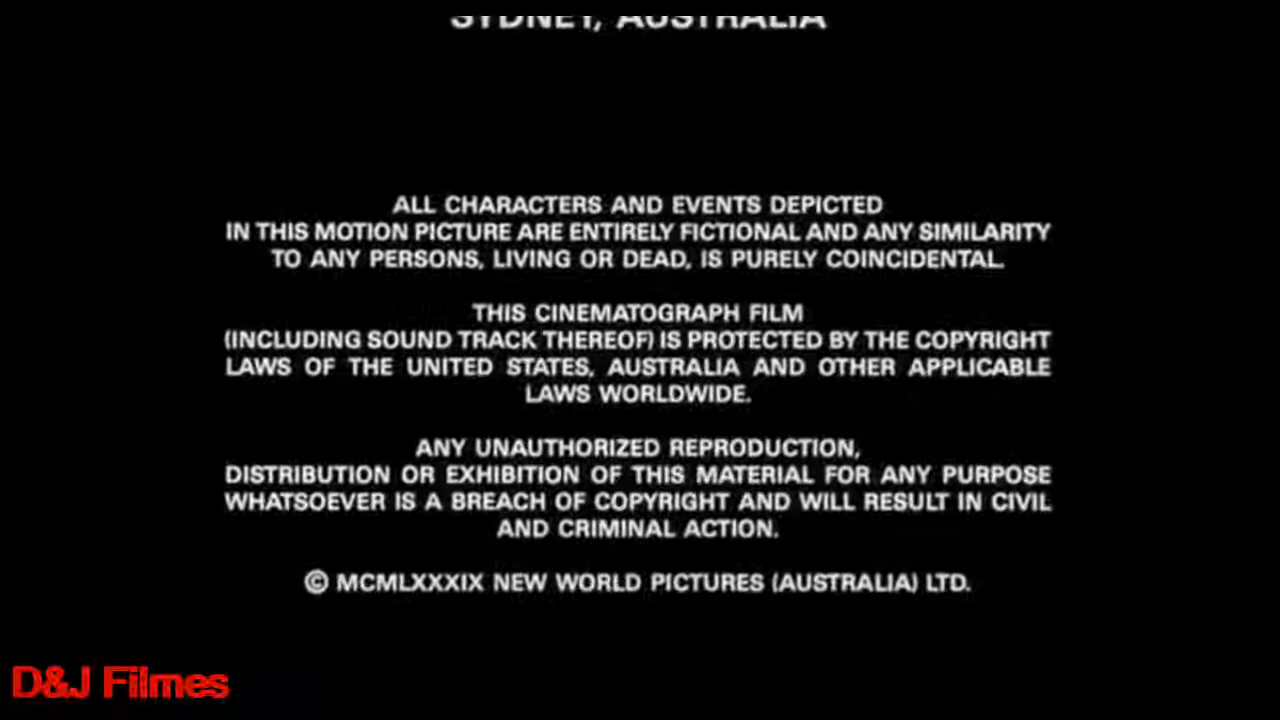 SYDNEY, AUSTRALIA
ALL CHARACTERS AND EVENTS DEPICTED
IN THIS MOTION PICTURE ARE ENTIRELY FICTIONAL AND ANY SIMILARITY
TO ANY PERSONS, LIVING OR DEAD, IS PURELY COINCIDENTAL.
THIS CINEMATOGRAPH FILM
(INCLUDING SOUND TRACK THEREOF) IS PROTECTED BY THE COPYRIGHT
LAWS OF THE UNITED STATES, AUSTRALIA AND OTHER APPLICABLE
LAWS WORLDWIDE.
ANY UNAUTHORIZED REPRODUCTION,
DISTRIBUTION OR EXHIBITION OF THIS MATERIAL FOR ANY PURPOSE
WHATSOEVER IS A BREACH OF COPYRIGHT AND WILL RESULT IN CIVIL
AND CRIMINAL ACTION.
© MCMLXXXIX NEW WORLD PICTURES (AUSTRALIA) LTD.
D&J Filmes